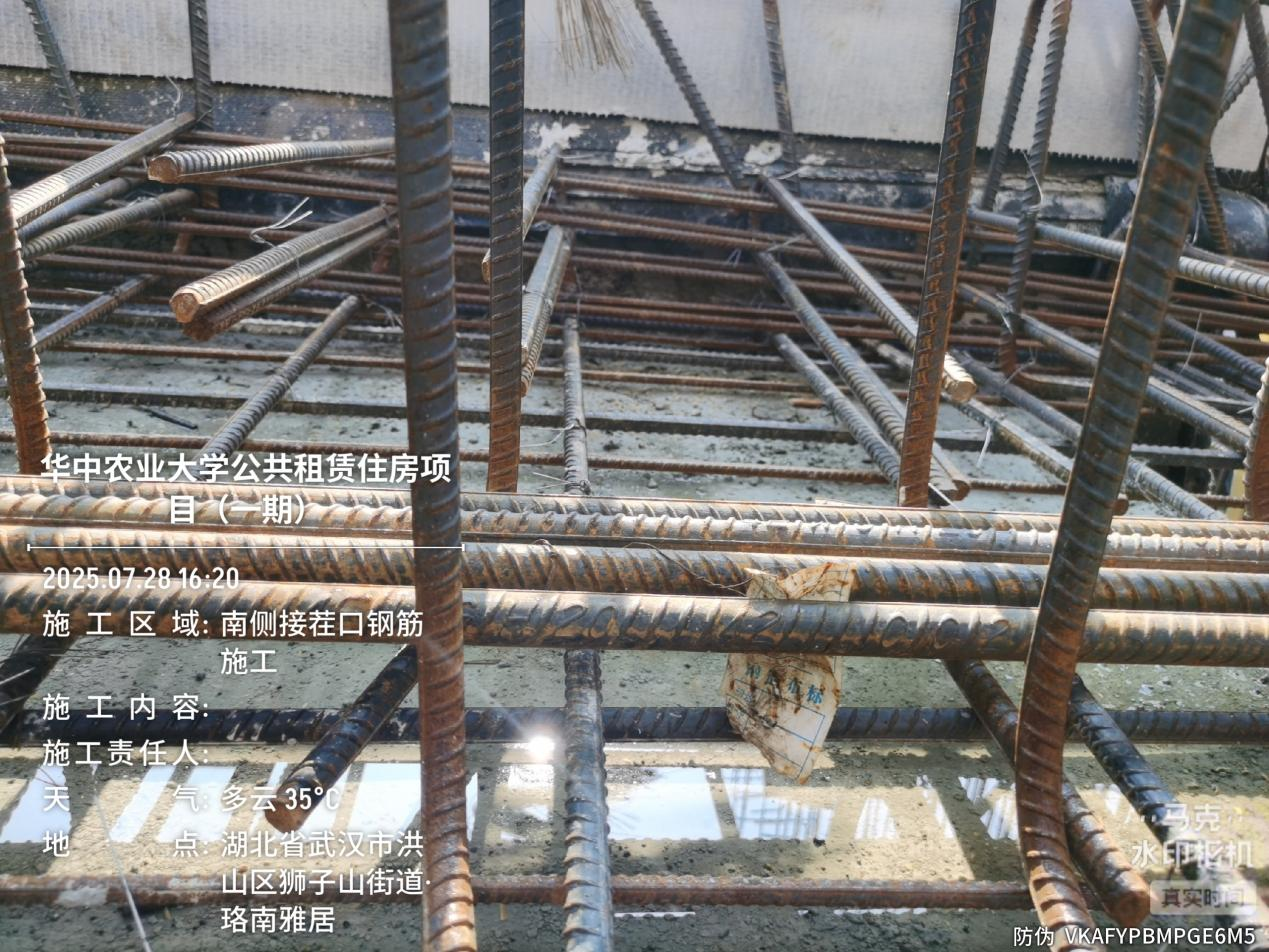 华中农业大学公共租赁住房项
目（一期）
2025.07.28 16:20
施工区域：南侧接茬口钢筋
施工
施工内容：
施工责任人：
天气：多云 35°C
地点：湖北省武汉市洪
山区狮子山街道·
珞南雅居
马克
水印相机
真实时间
防伪 VKAFYPBMPGE6M5